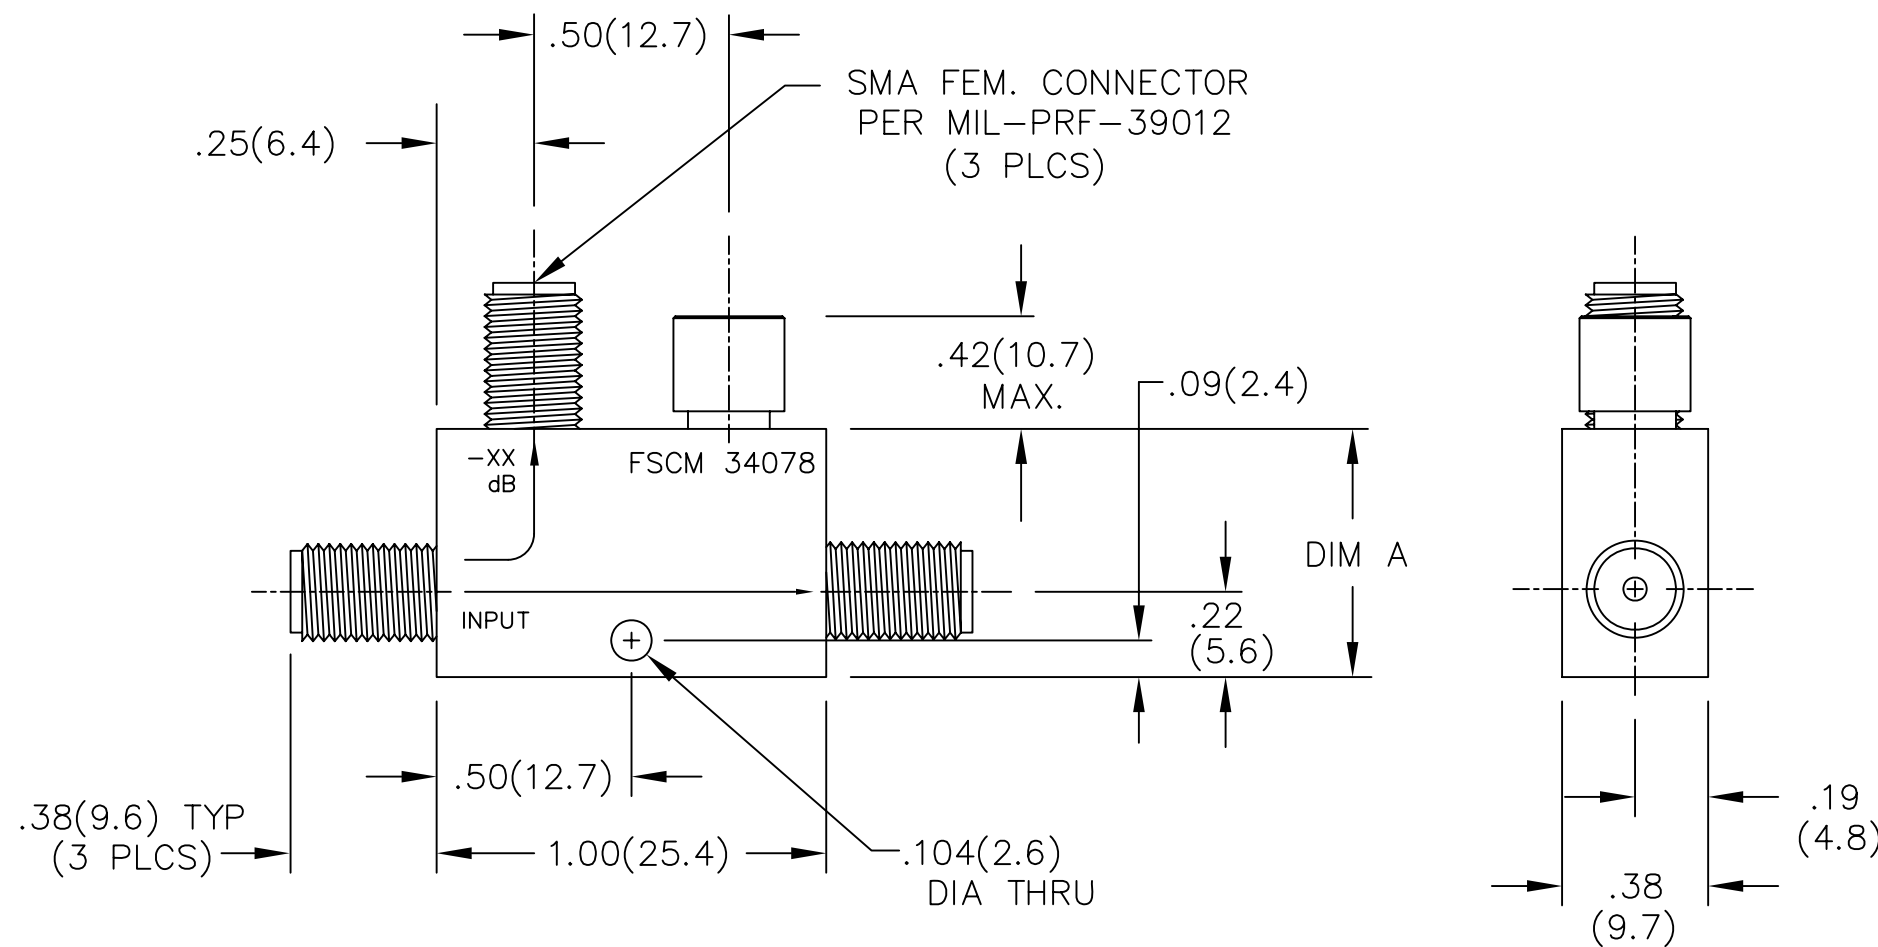 .50(12.7)
SMA FEM. CONNECTOR
PER MIL-PRF-39012
(3 PLCS)
.25(6.4)
.42(10.7)
MAX.
.09(2.4)
-XX
dB
FSCM 34078
DIM A
INPUT
.22
(5.6)
.50(12.7)
.38(9.6) TYP
(3 PLCS)
1.00(25.4)
.104(2.6)
DIA THRU
.19
(4.8)
.38
(9.7)